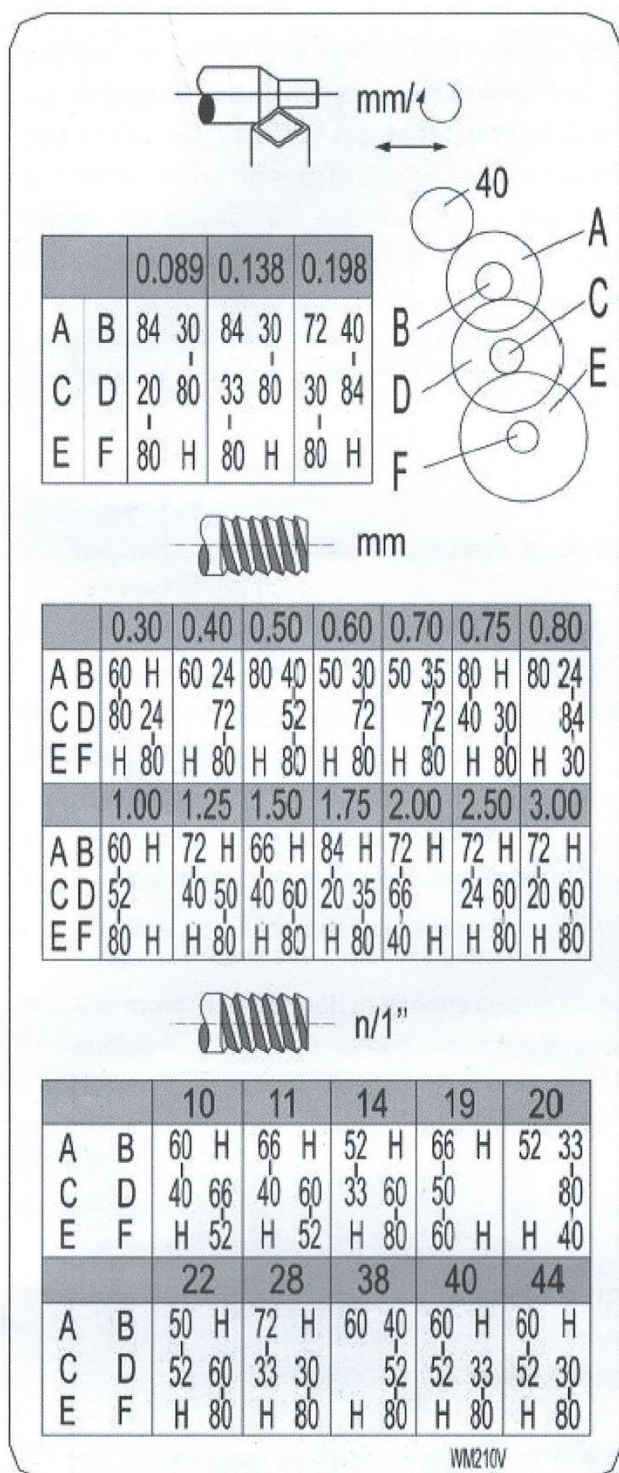 mm/
40
A
B
C
D
E
F
0.089 0.138 0.198
A B 84 30 84 30 72 40
C D 20 80 33 80 30 84
E F 80 H 80 H 80 H
mm
0.30 0.40 0.50 0.60 0.70 0.75 0.80
A B 60 H 60 24 80 40 50 30 50 35 80 H 80 24
C D 80 24 72 52 72 72 40 30 84
E F H 80 H 80 H 80 H 80 H 80 H 80 H 30
1.00 1.25 1.50 1.75 2.00 2.50 3.00
A B 60 H 72 H 66 H 84 H 72 H 72 H 72 H
C D 52 40 50 40 60 20 35 66 24 60 20 60
E F 80 H H 80 H 80 H 80 40 H H 80 H 80
n/1"
10 11 14 19 20
A B 60 H 66 H 52 H 66 H 52 33
C D 40 66 40 60 33 60 50 80
E F H 52 H 52 H 80 60 H H 40
22 28 38 40 44
A B 50 H 72 H 60 40 60 H 60 H
C D 52 60 33 30 52 52 33 52 30
E F H 80 H 80 H 80 H 80 H 80
WM210V